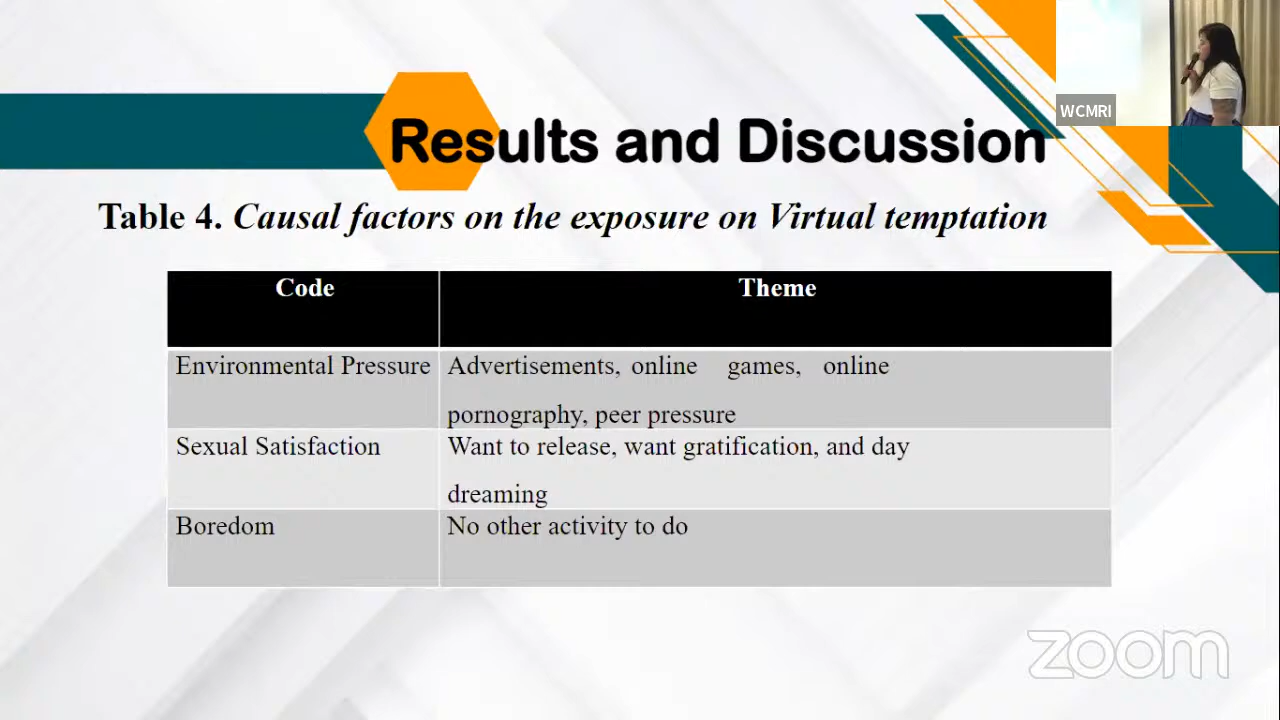 WCMRI
Results and Discussion
Table 4. Causal factors on the exposure on Virtual temptation
Code
Theme
Environmental Pressure
Advertisements, online games, online
pornography, peer pressure
Sexual Satisfaction
Want to release, want gratification, and day
dreaming
Boredom
No other activity to do
zoom